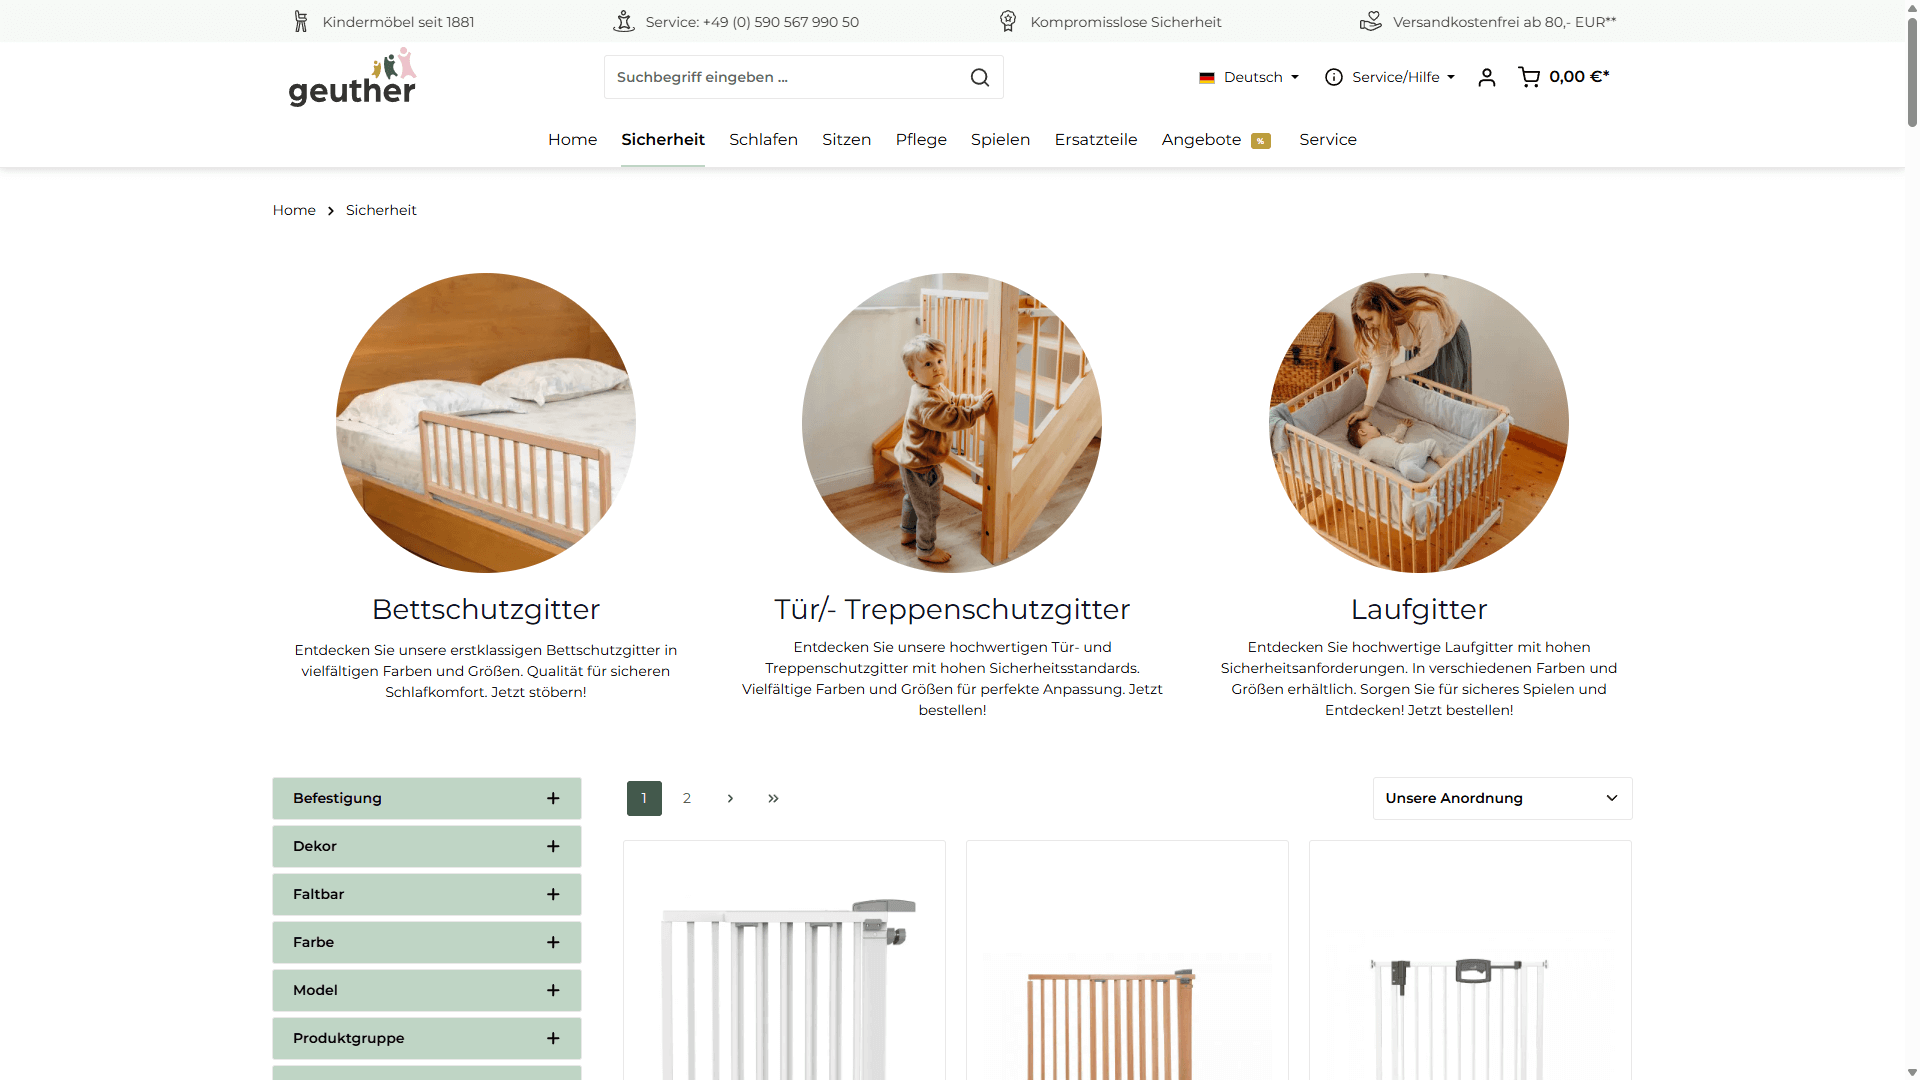 Kindermöbel seit 1881
Service: +49 (0) 590 567 990 50
Kompromisslose Sicherheit
Versandkostenfrei ab 80,- EUR**
geuther
Suchbegriff eingeben ...
Deutsch
Service/Hilfe
0,00 €*
Home
Sicherheit
Schlafen
Sitzen
Pflege
Spielen
Ersatzteile
Angebote %
Service
Home
Sicherheit
Bettschutzgitter
Entdecken Sie unsere erstklassigen Bettschutzgitter in
vielfältigen Farben und Größen. Qualität für sicheren
Schlafkomfort. Jetzt stöbern!
Tür/- Treppenschutzgitter
Entdecken Sie unsere hochwertigen Tür- und
Treppenschutzgitter mit hohen Sicherheitsstandards.
Vielfältige Farben und Größen für perfekte Anpassung. Jetzt
bestellen!
Laufgitter
Entdecken Sie hochwertige Laufgitter mit hohen
Sicherheitsanforderungen. In verschiedenen Farben und
Größen erhältlich. Sorgen Sie für sicheres Spielen und
Entdecken! Jetzt bestellen!
Befestigung
Dekor
Faltbar
Farbe
Model
Produktgruppe
1
2
Unsere Anordnung